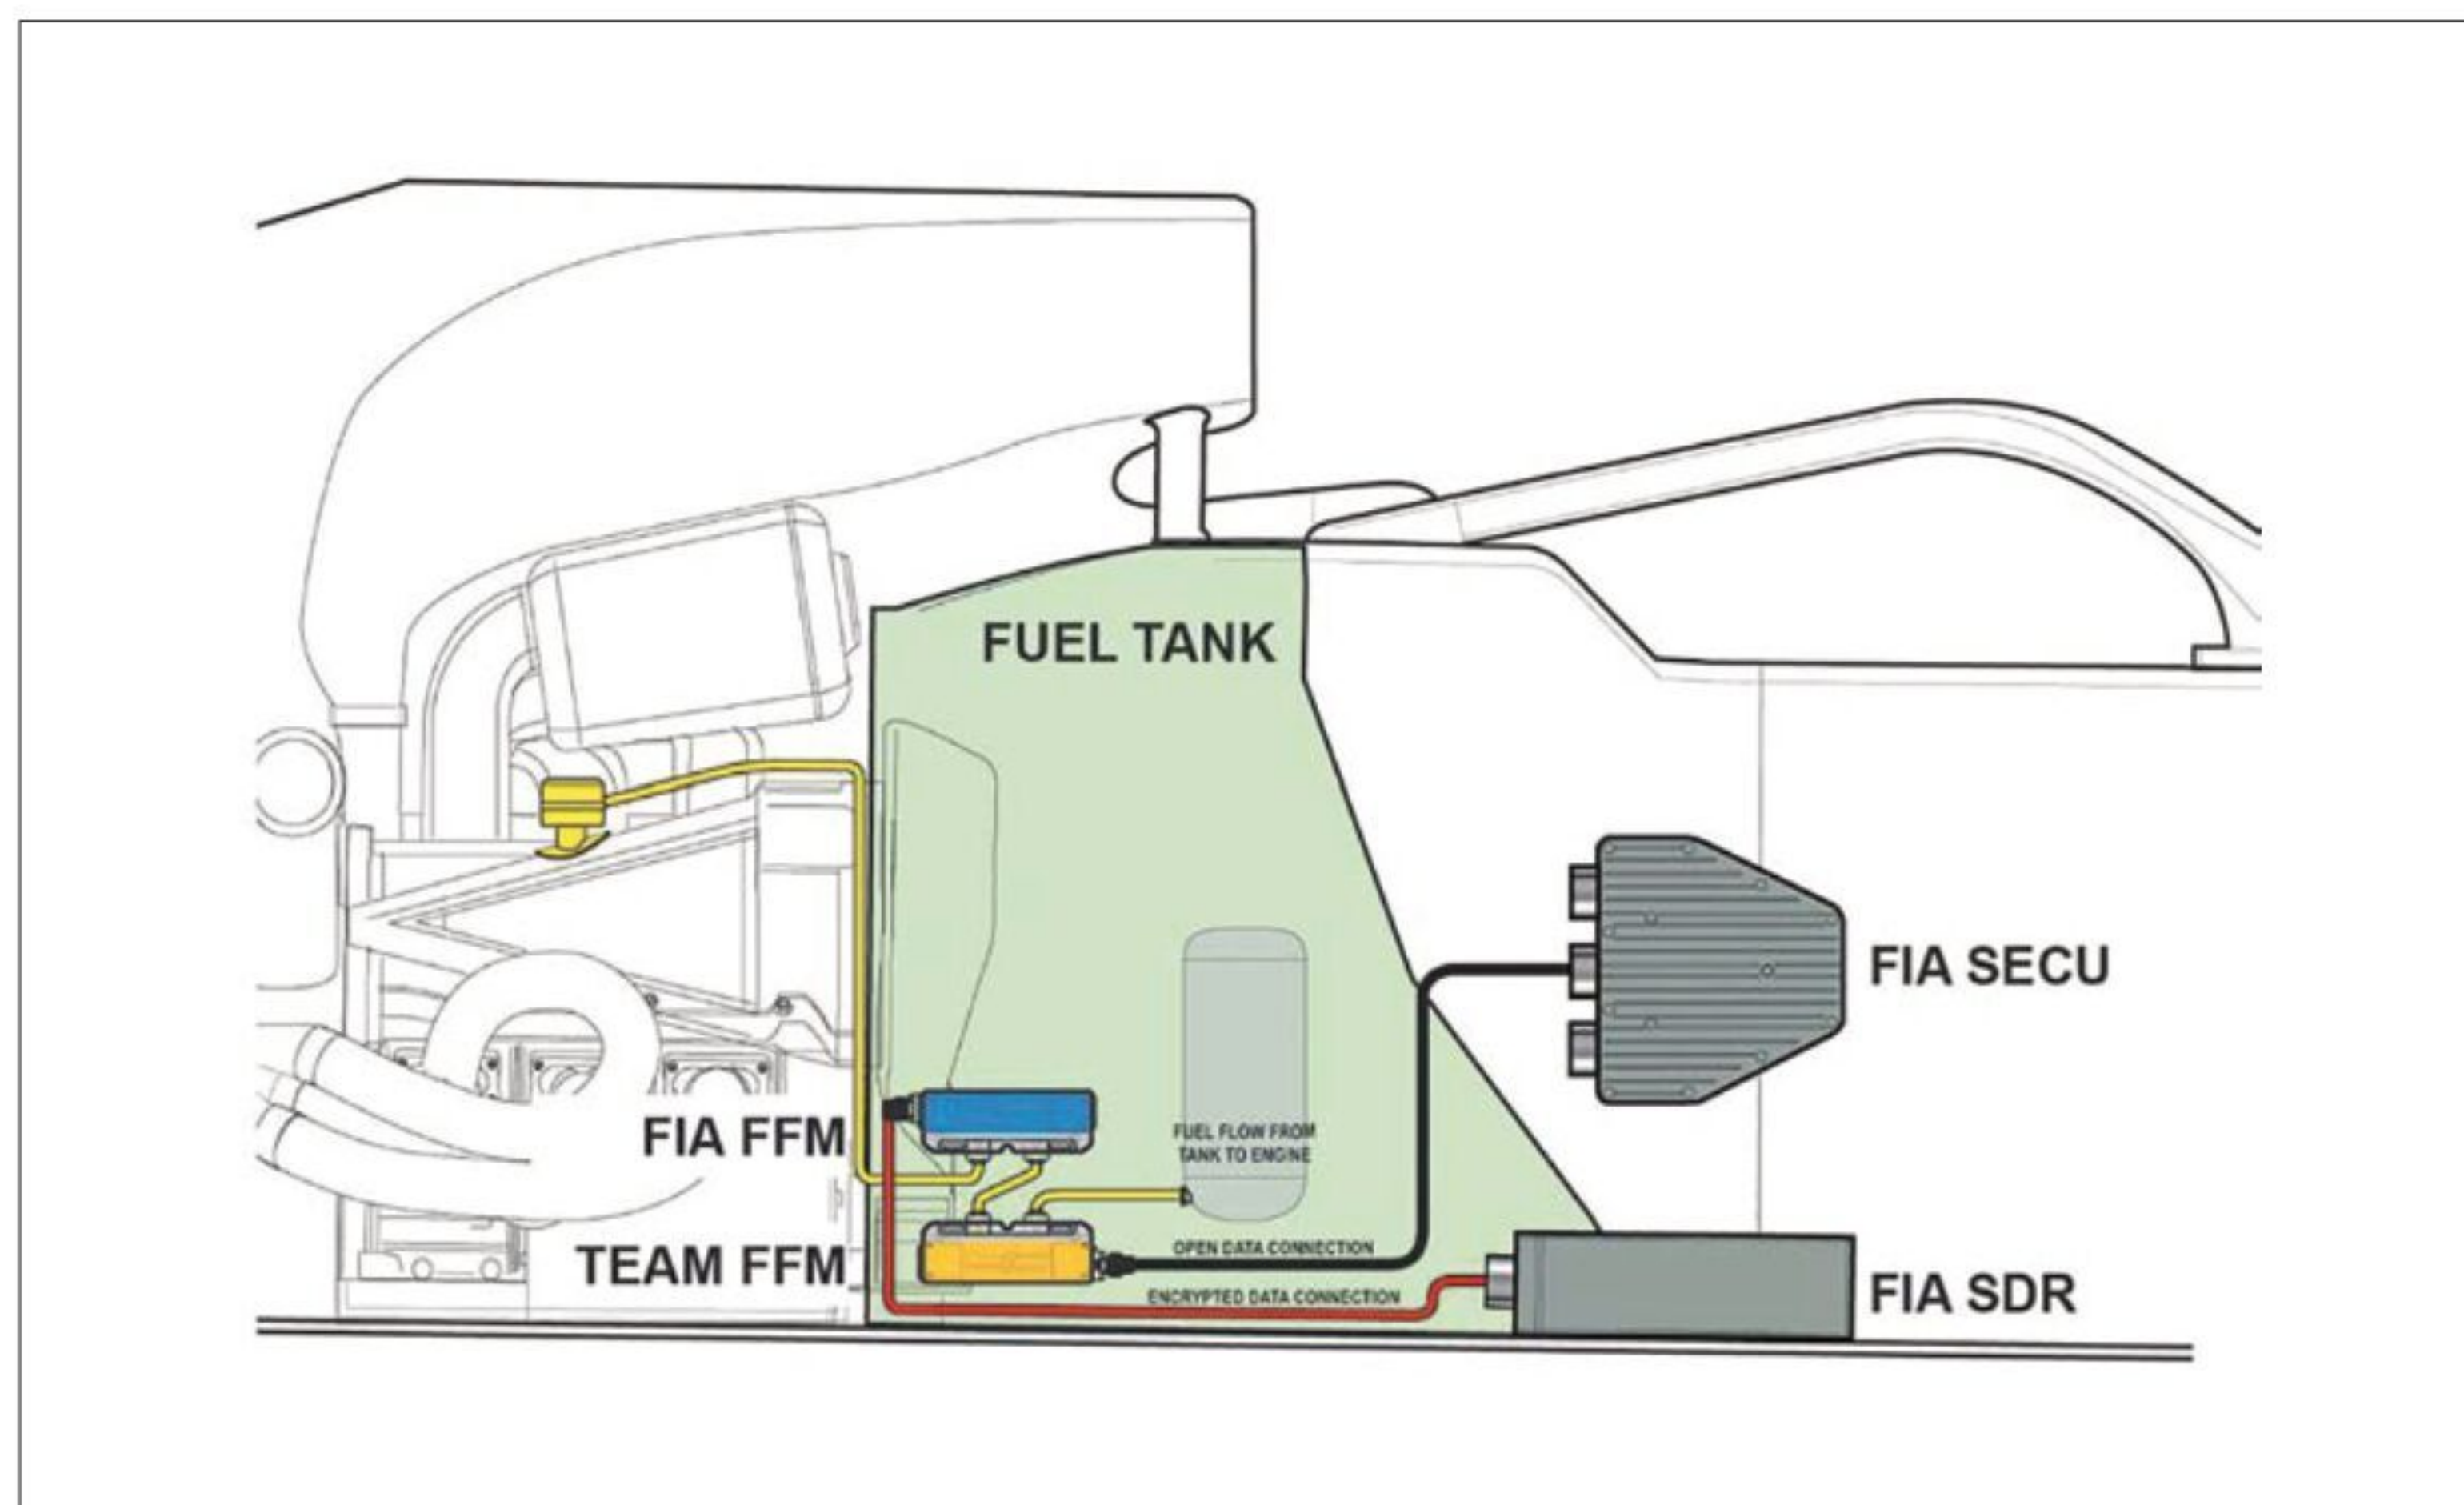 FUEL TANK
FIA SECU
FIA FFM
FUEL FLOW FROM
TANK TO ENGINE
TEAM FFM
OPEN DATA CONNECTION
ENCRYPTED DATA CONNECTION
FIA SDR